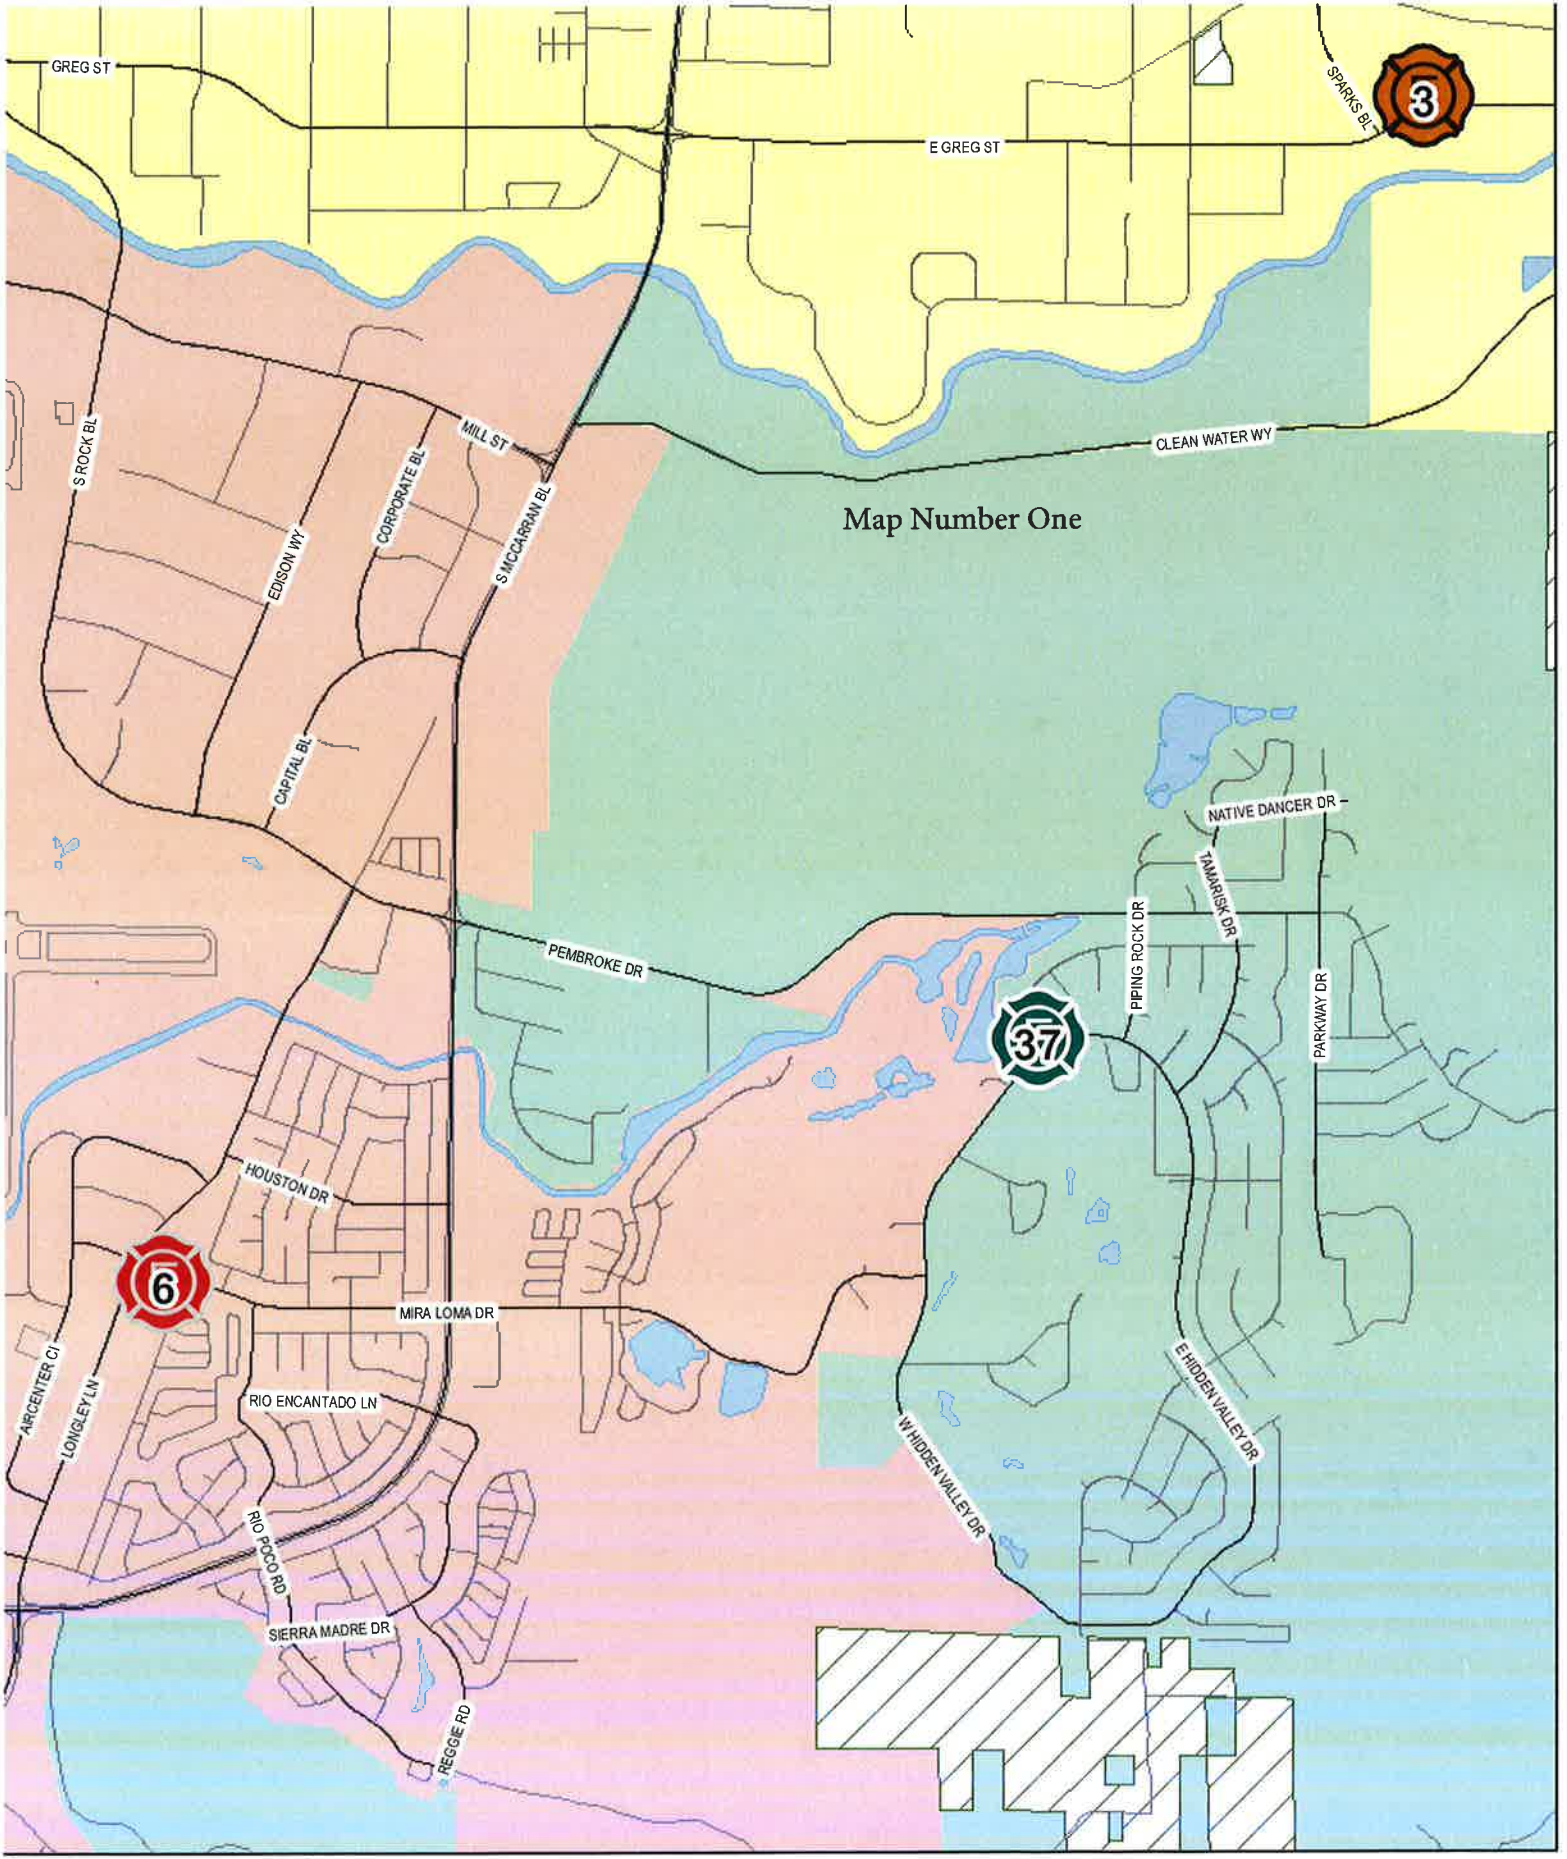 GREG ST
SPARKS BL
3
E GREG ST
MILL ST
CLEAN WATER WY
S ROCK BL
CORPORATE BL
Map Number One
S MCCARRAN BL
EDISON WY
CAPITAL BL
NATIVE DANCER DR
TAMARISK DR
PEMBROKE DR
PIPING ROCK DR
PARKWAY DR
37
HOUSTON DR
6
MIRA LOMA DR
AIRCENTER CI
LONGLEY LN
RIO ENCANTADO LN
E HIDDEN VALLEY DR
W HIDDEN VALLEY DR
RIO POCO RD
SIERRA MADRE DR
REGGIE RD